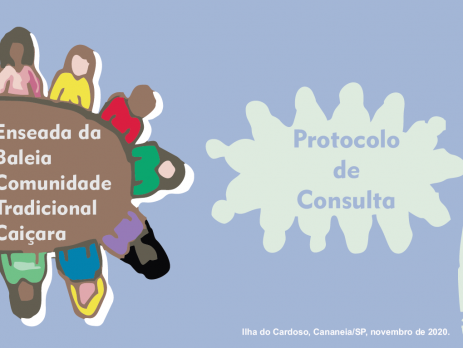 Enseada da
Baleia
Comunidade
Tradicional
Caiçara
Protocolo
de
Consulta
Ilha do Cardoso, Cananeia/SP, novembro de 2020.